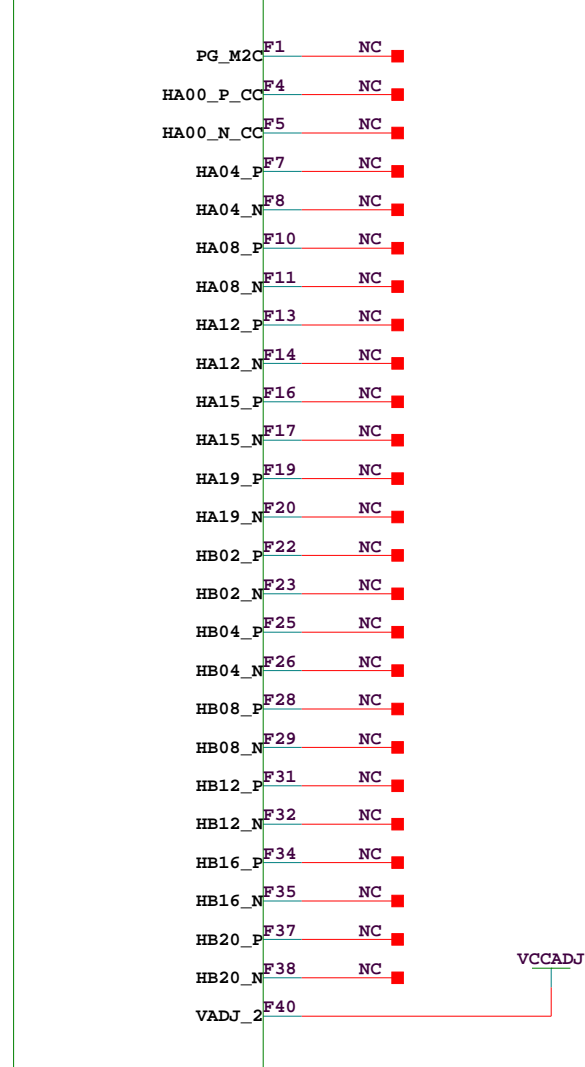 PG_M2C F1 NC
HA00_P_CC F4 NC
HA00_N_CC F5 NC
HA04_P F7 NC
HA04_N F8 NC
HA08_P F10 NC
HA08_N F11 NC
HA12_P F13 NC
HA12_N F14 NC
HA15_P F16 NC
HA15_N F17 NC
HA19_P F19 NC
HA19_N F20 NC
HB02_P F22 NC
HB02_N F23 NC
HB04_P F25 NC
HB04_N F26 NC
HB08_P F28 NC
HB08_N F29 NC
HB12_P F31 NC
HB12_N F32 NC
HB16_P F34 NC
HB16_N F35 NC
HB20_P F37 NC
VCCADJ
HB20_N F38 NC
VADJ_2 F40